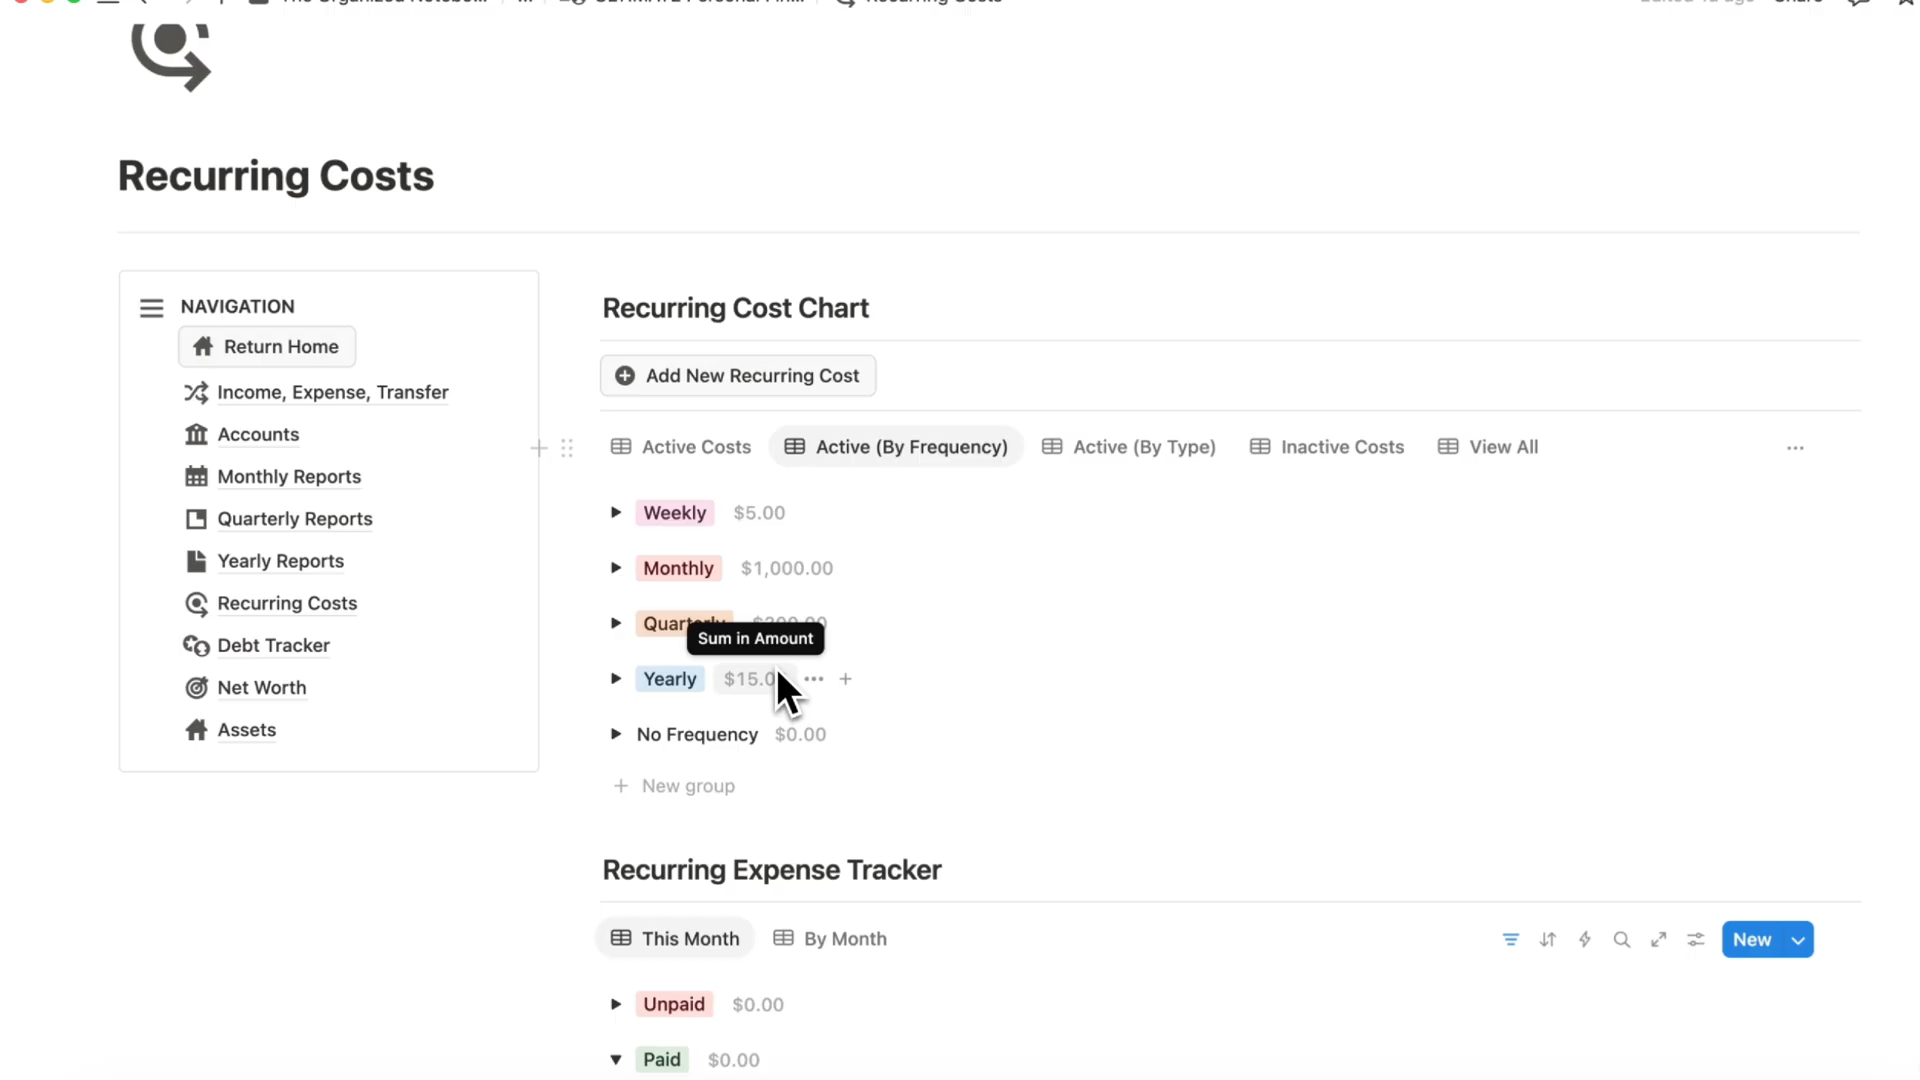 Recurring Costs
NAVIGATION
Return Home
Income, Expense, Transfer
Accounts
Monthly Reports
Quarterly Reports
Yearly Reports
Recurring Costs
Debt Tracker
Net Worth
Assets
Recurring Cost Chart
Add New Recurring Cost
Active Costs Active (By Frequency) Active (By Type) Inactive Costs View All
Weekly $5.00
Monthly $1,000.00
Quarterly
Sum in Amount
Yearly $15.0
No Frequency $0.00
New group
Recurring Expense Tracker
This Month By Month
New
Unpaid $0.00
Paid $0.00